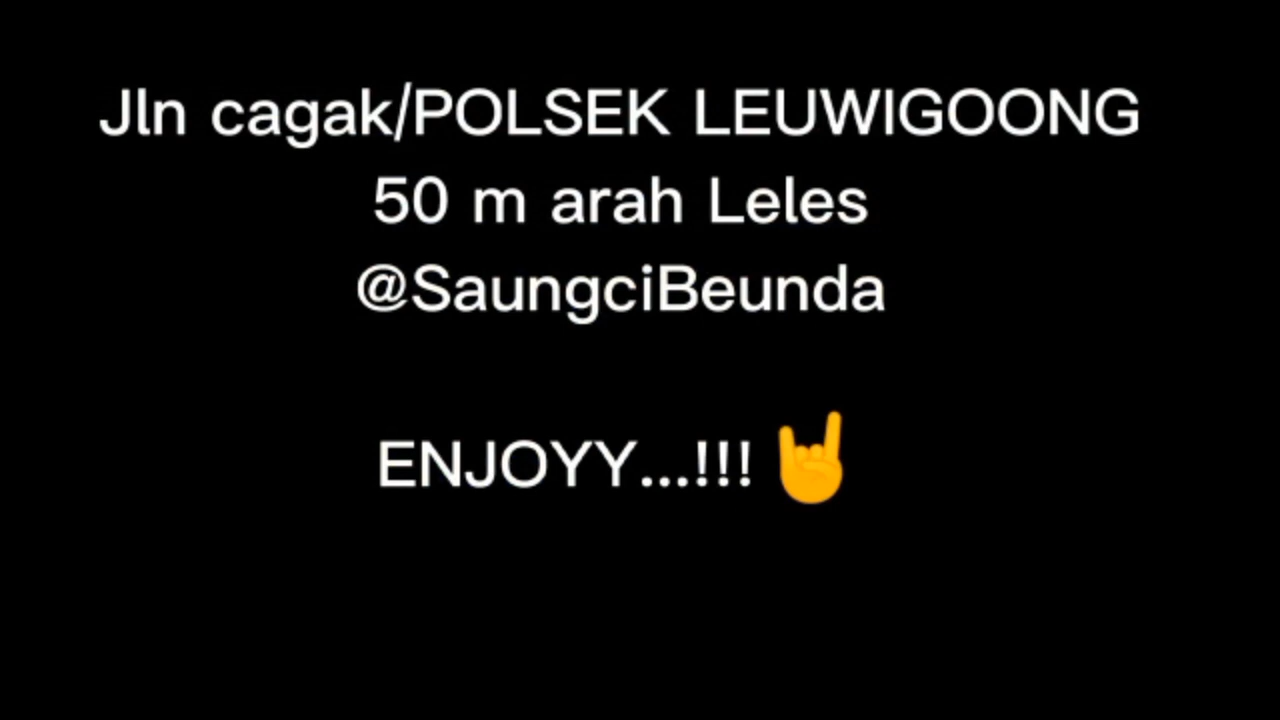 Jln cagak/POLSEK LEUWIGOONG
50 m arah Leles
@SaungciBeunda
ENJOYY...!!! 🤘